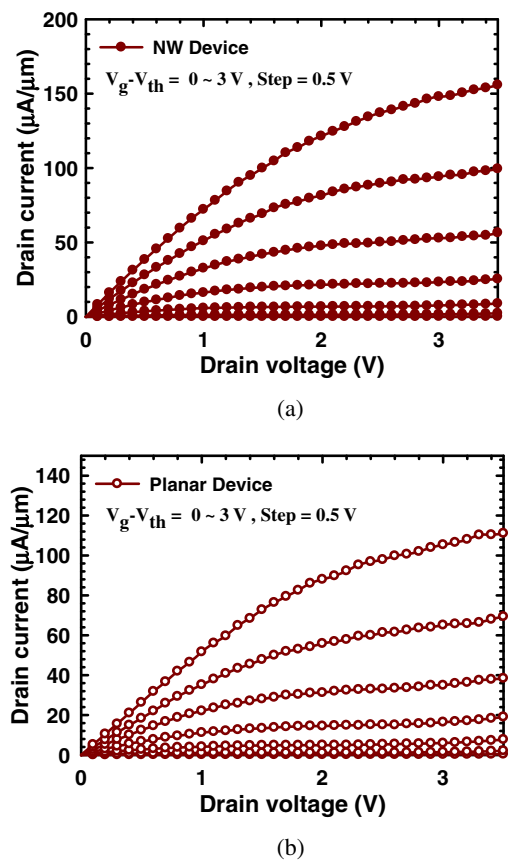 200
150
100
50
0
Drain current (μA/μm)
NW Device
Vg-Vth = 0 ~ 3 V , Step = 0.5 V
0 1 2 3
Drain voltage (V)
(a)
140
120
100
80
60
40
20
0
Drain current (μA/μm)
Planar Device
Vg-Vth = 0 ~ 3 V , Step = 0.5 V
0 1 2 3
Drain voltage (V)
(b)